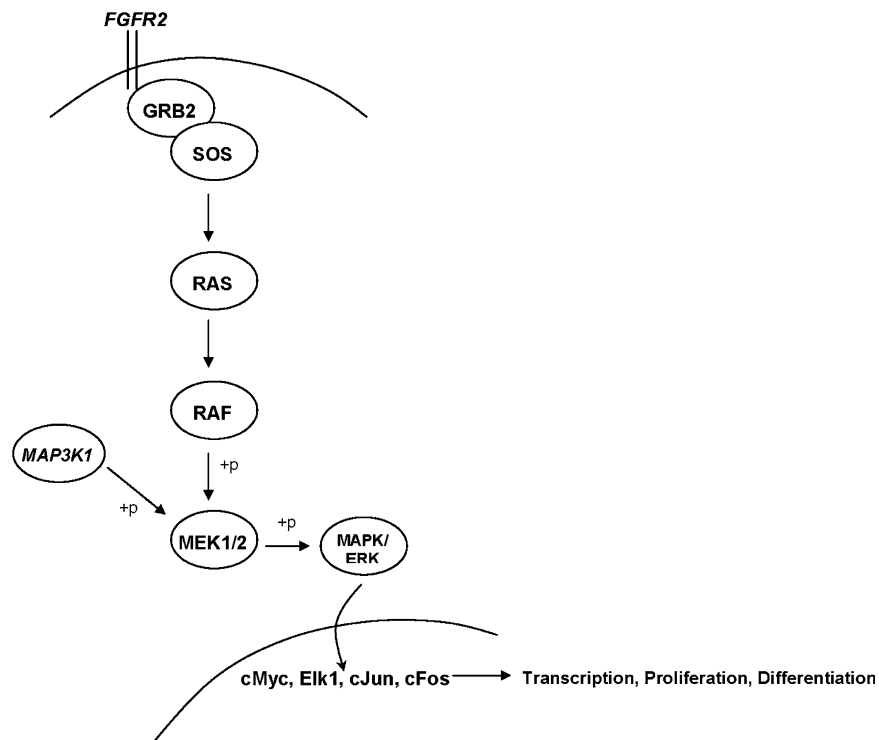 FGFR2
GRB2
SOS
RAS
RAF
MAP3K1
+p
+p
MEK1/2
+p
MAPK/
ERK
cMyc, Elk1, cJun, cFos
Transcription, Proliferation, Differentiation